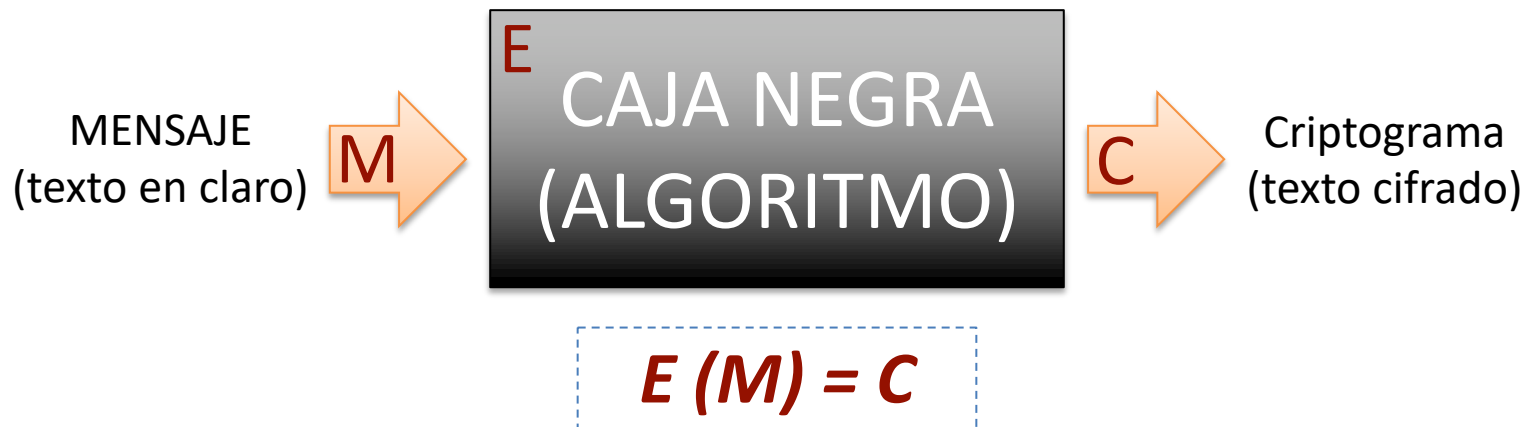 MENSAJE
(texto en claro)
M
E
CAJA NEGRA
(ALGORITMO)
C
Criptograma
(texto cifrado)
E (M) = C